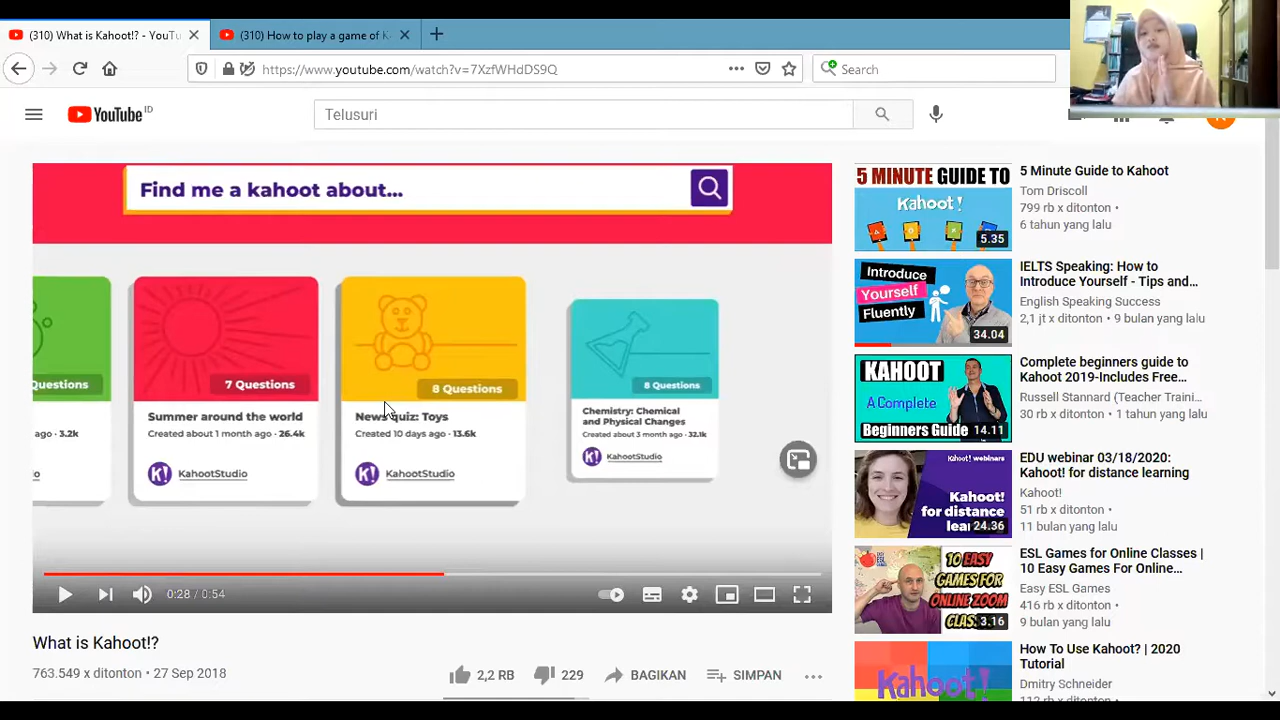 (310) What is Kahoot!? - YouTu
(310) How to play a game of K
https://www.youtube.com/watch?v=7XzfWHdDS9Q
Search
YouTube ID
Telusuri
Find me a kahoot about...
Questions
ago · 3.2k
7 Questions
Summer around the world
Created about 1 month ago · 26.4k
K! KahootStudio
8 Questions
News quiz: Toys
Created 10 days ago · 13.6k
K! KahootStudio
8 Questions
Chemistry: Chemical
and Physical Changes
Created about 3 month ago · 32.1k
K! KahootStudio
0:28 / 0:54
What is Kahoot!?
763.549 x ditonton • 27 Sep 2018
2,2 RB
229
BAGIKAN
SIMPAN
5 MINUTE GUIDE TO
Kahoot!
5.35
5 Minute Guide to Kahoot
Tom Driscoll
799 rb x ditonton •
6 tahun yang lalu
Introduce
Yourself
Fluently
34.04
IELTS Speaking: How to
Introduce Yourself - Tips and…
English Speaking Success
2,1 jt x ditonton • 9 bulan yang lalu
KAHOOT
A Complete
Beginners Guide
14.11
Complete beginners guide to
Kahoot 2019-Includes Free…
Russell Stannard (Teacher Traini…
30 rb x ditonton • 1 tahun yang lalu
Kahoot! webinars
Kahoot!
for distance
lear
24.36
EDU webinar 03/18/2020:
Kahoot! for distance learning
Kahoot!
51 rb x ditonton •
11 bulan yang lalu
10 EASY
GAMES FOR
ONLINE ZOOM
CLASS
3.16
ESL Games for Online Classes |
10 Easy Games For Online…
Easy ESL Games
416 rb x ditonton •
9 bulan yang lalu
Kahoot!
How To Use Kahoot? | 2020
Tutorial
Dmitry Schneider
112 rb x ditonton •